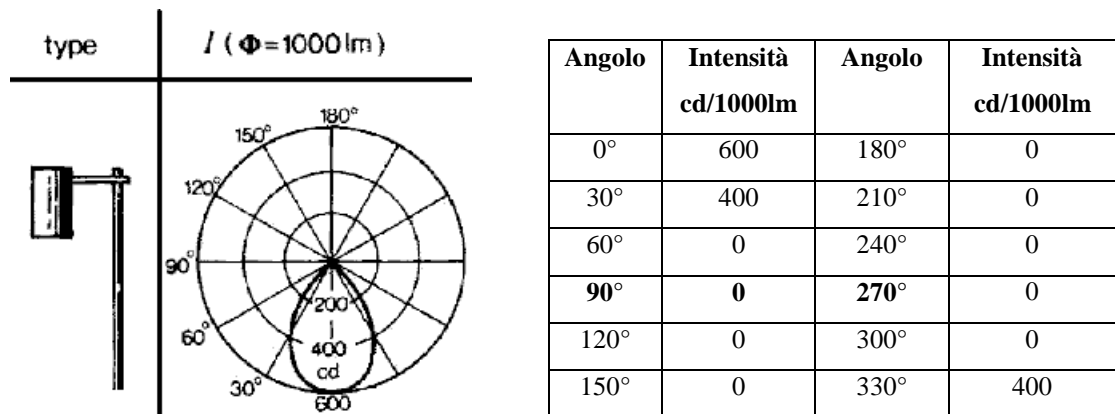 type
I ( Φ=1000 lm)
180°
150°
120°
90°
60°
30°
200
400
cd
600
Angolo Intensità cd/1000lm Angolo Intensità cd/1000lm
0° 600 180° 0
30° 400 210° 0
60° 0 240° 0
90° 0 270° 0
120° 0 300° 0
150° 0 330° 400